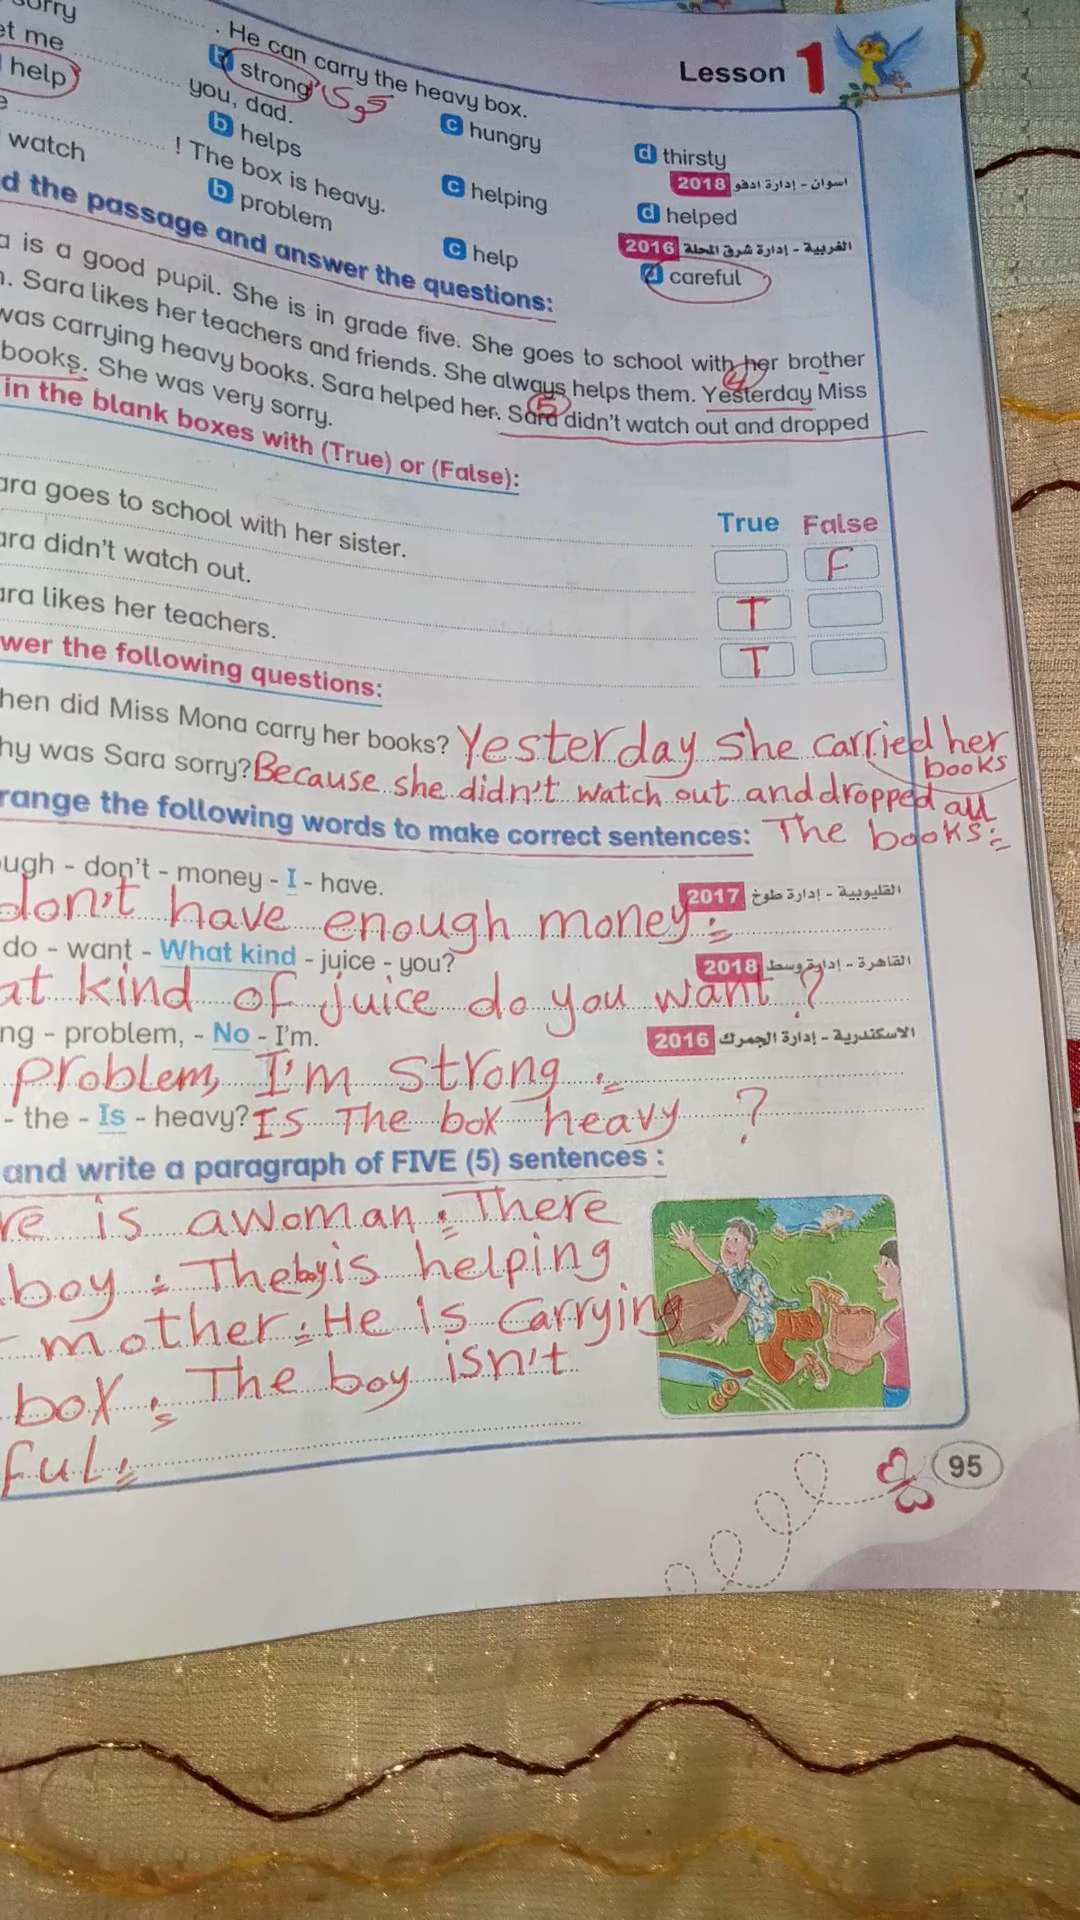 Lesson 1
orry
. He can carry the heavy box.
et me
b strong قوى c hungry d thirsty
help you, dad. 2018 اسوان - إدارة ادفو
b helps c helping d helped
! The box is heavy. 2016 الغربية - إدارة شرق المحلة
watch b problem c help d careful
d the passage and answer the questions:
a is a good pupil. She is in grade five. She goes to school with her brother
. Sara likes her teachers and friends. She always helps them. Yesterday Miss
was carrying heavy books. Sara helped her. Sara didn't watch out and dropped
books. She was very sorry.
4
5
in the blank boxes with (True) or (False):
True False
ara goes to school with her sister. F
ara didn't watch out. T
ara likes her teachers. T
wer the following questions:
hen did Miss Mona carry her books? Yesterday she carried her books
hy was Sara sorry? Because she didn't watch out and dropped all The books.
range the following words to make correct sentences:
ough - don't - money - I - have. 2017 القليوبية - إدارة طوخ
don't have enough money.
do - want - What kind - juice - you? 2018 القاهرة - إدارة وسط
at kind of juice do you want ?
ng - problem, - No - I'm. 2016 الاسكندرية - إدارة الجمرك
problem, I'm strong .
- the - Is - heavy? Is The box heavy ?
and write a paragraph of FIVE (5) sentences :
re is a woman. There
boy . The boy is helping
mother. He is carrying
box . The boy isn't
ful.
95